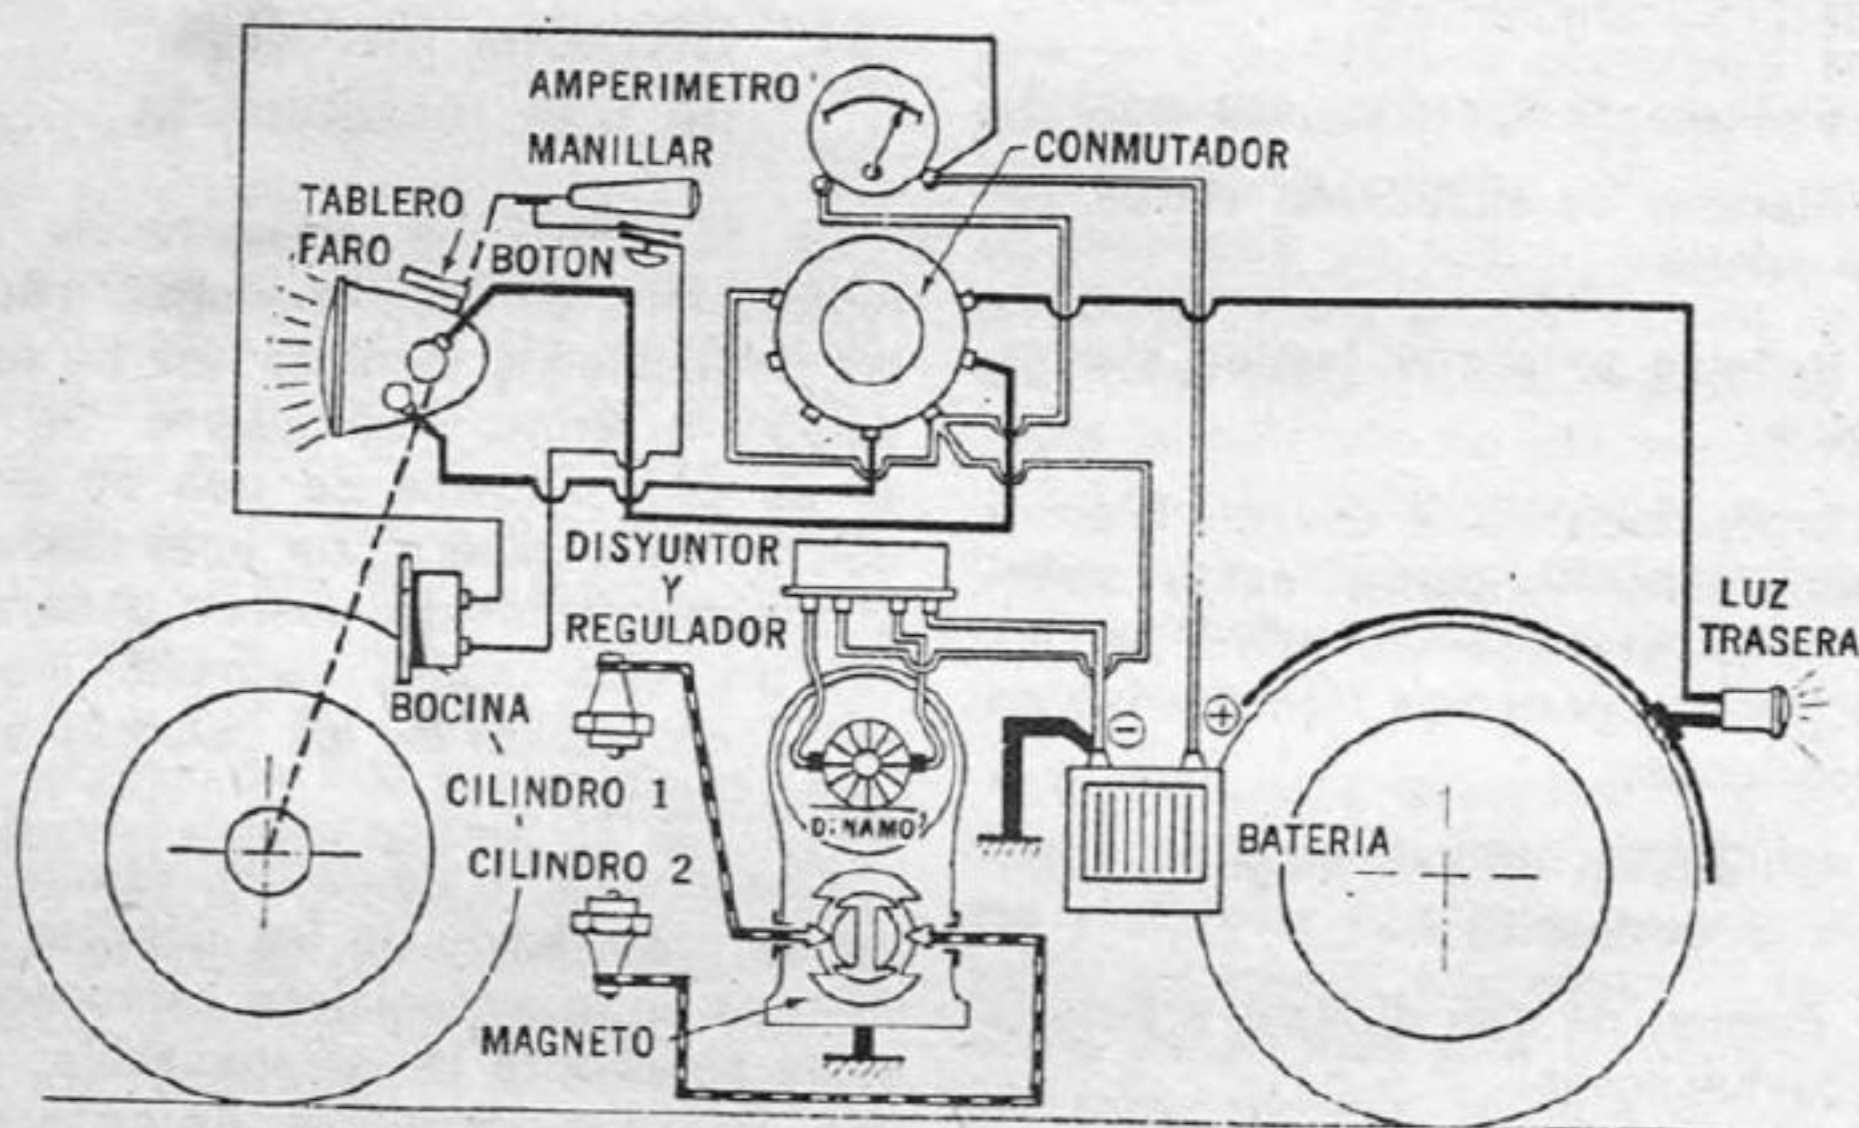 AMPERIMETRO
MANILLAR
CONMUTADOR
TABLERO
FARO
BOTON
DISYUNTOR
Y
REGULADOR
LUZ
TRASERA
BOCINA
⊖
⊕
CILINDRO 1
DINAMO
BATERIA
CILINDRO 2
MAGNETO